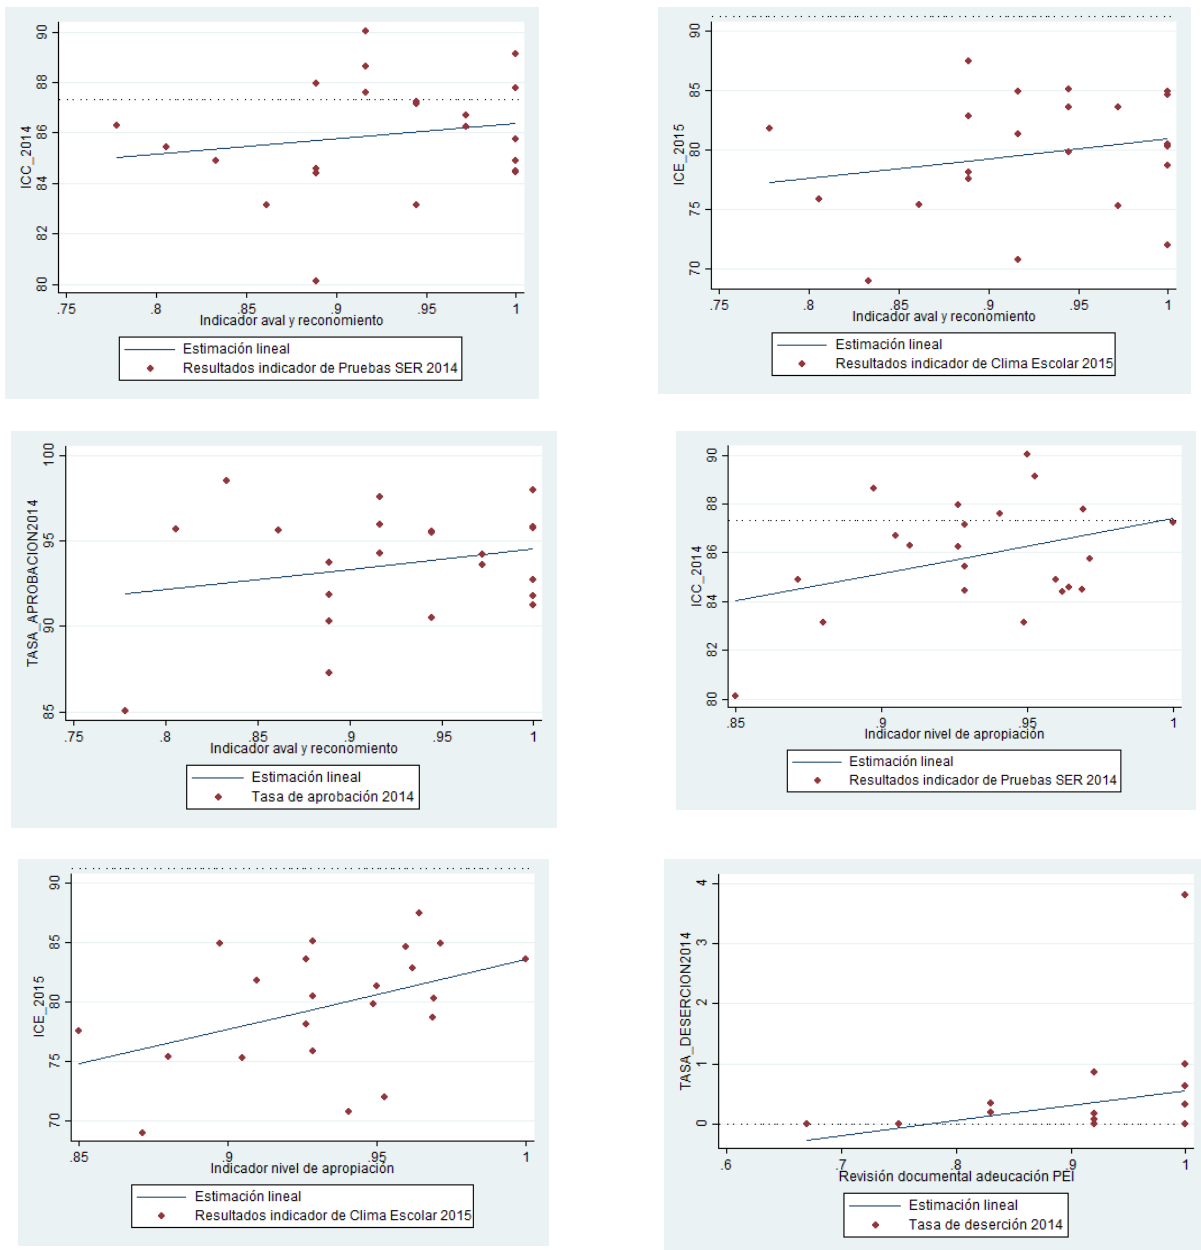 ICC_2014
90
88
86
84
82
80
.75 .8 .85 .9 .95 1
Indicador aval y reconomiento
Estimación lineal
Resultados indicador de Pruebas SER 2014
ICE_2015
90
85
80
75
70
.75 .8 .85 .9 .95 1
Indicador aval y reconomiento
Estimación lineal
Resultados indicador de Clima Escolar 2015
TASA_APROBACION2014
100
95
90
85
.75 .8 .85 .9 .95 1
Indicador aval y reconomiento
Estimación lineal
Tasa de aprobación 2014
ICC_2014
90
88
86
84
82
80
.85 .9 .95 1
Indicador nivel de apropiación
Estimación lineal
Resultados indicador de Pruebas SER 2014
ICE_2015
90
85
80
75
70
.85 .9 .95 1
Indicador nivel de apropiación
Estimación lineal
Resultados indicador de Clima Escolar 2015
TASA_DESERCION2014
4
3
2
1
0
.6 .7 .8 .9 1
Revisión documental adeucación PEI
Estimación lineal
Tasa de deserción 2014